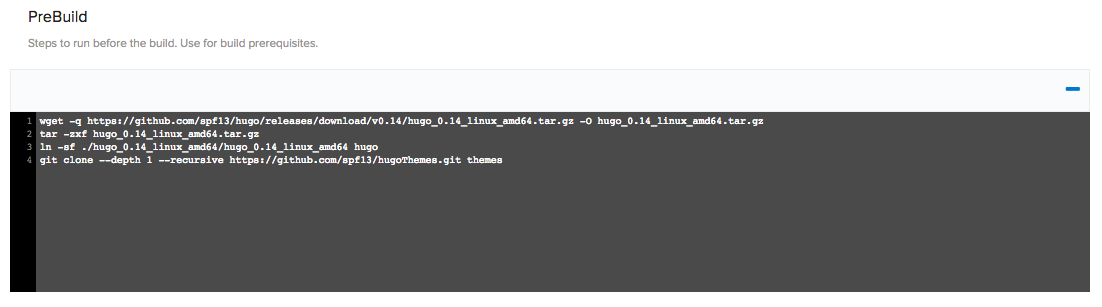 PreBuild
Steps to run before the build. Use for build prerequisites.
1 wget -q https://github.com/spf13/hugo/releases/download/v0.14/hugo_0.14_linux_amd64.tar.gz -O hugo_0.14_linux_amd64.tar.gz
2 tar -zxf hugo_0.14_linux_amd64.tar.gz
3 ln -sf ./hugo_0.14_linux_amd64/hugo_0.14_linux_amd64 hugo
4 git clone --depth 1 --recursive https://github.com/spf13/hugoThemes.git themes